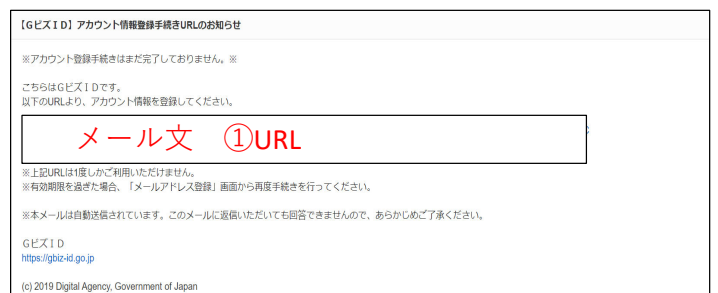 【GビズＩＤ】アカウント情報登録手続きURLのお知らせ
※アカウント登録手続きはまだ完了しておりません。※
こちらはＧビズＩＤです。
以下のURLより、アカウント情報を登録してください。
メール文　①URL
※上記URLは1度しかご利用いただけません。
※有効期限を過ぎた場合、「メールアドレス登録」画面から再度手続きを行ってください。
※本メールは自動送信されています。このメールに返信いただいても回答できませんので、あらかじめご了承ください。
ＧビズＩＤ
https://gbiz-id.go.jp
(c) 2019 Digital Agency, Government of Japan